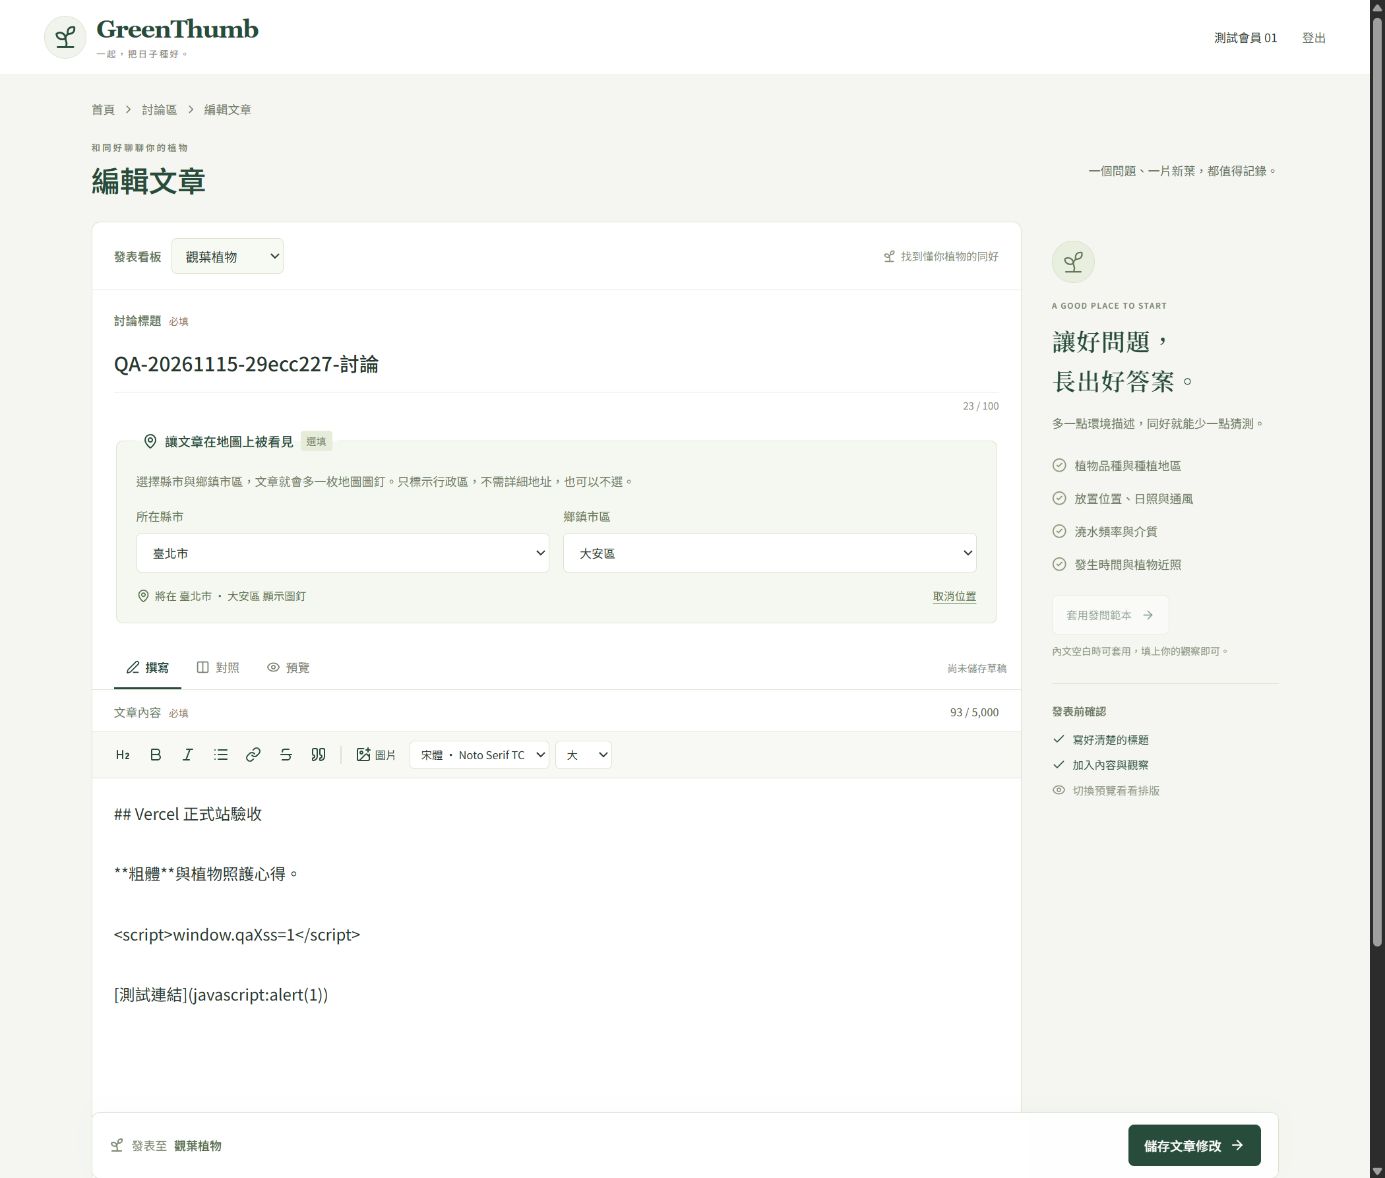 GreenThumb
一起，把日子種好。
測試會員 01
登出
首頁 > 討論區 > 編輯文章
和同好聊聊你的植物
編輯文章
一個問題、一片新葉，都值得記錄。
發表看板
觀葉植物
找到懂你植物的同好
討論標題 必填
QA-20261115-29ecc227-討論
23 / 100
讓文章在地圖上被看見 選填
選擇縣市與鄉鎮市區，文章就會多一枚地圖圖釘。只標示行政區，不需詳細地址，也可以不選。
所在縣市
鄉鎮市區
臺北市
大安區
將在 臺北市 · 大安區 顯示圖釘
取消位置
撰寫
對照
預覽
尚未儲存草稿
文章內容 必填
93 / 5,000
H2
B
I
S
圖片
宋體 · Noto Serif TC
大
## Vercel 正式站驗收
**粗體**與植物照護心得。
<script>window.qaXss=1</script>
[測試連結](javascript:alert(1))
A GOOD PLACE TO START
讓好問題，
長出好答案。
多一點環境描述，同好就能少一點猜測。
植物品種與種植地區
放置位置、日照與通風
澆水頻率與介質
發生時間與植物近照
套用發問範本
內文空白時可套用，填上你的觀察即可。
發表前確認
寫好清楚的標題
加入內容與觀察
切換預覽看看排版
發表至 觀葉植物
儲存文章修改